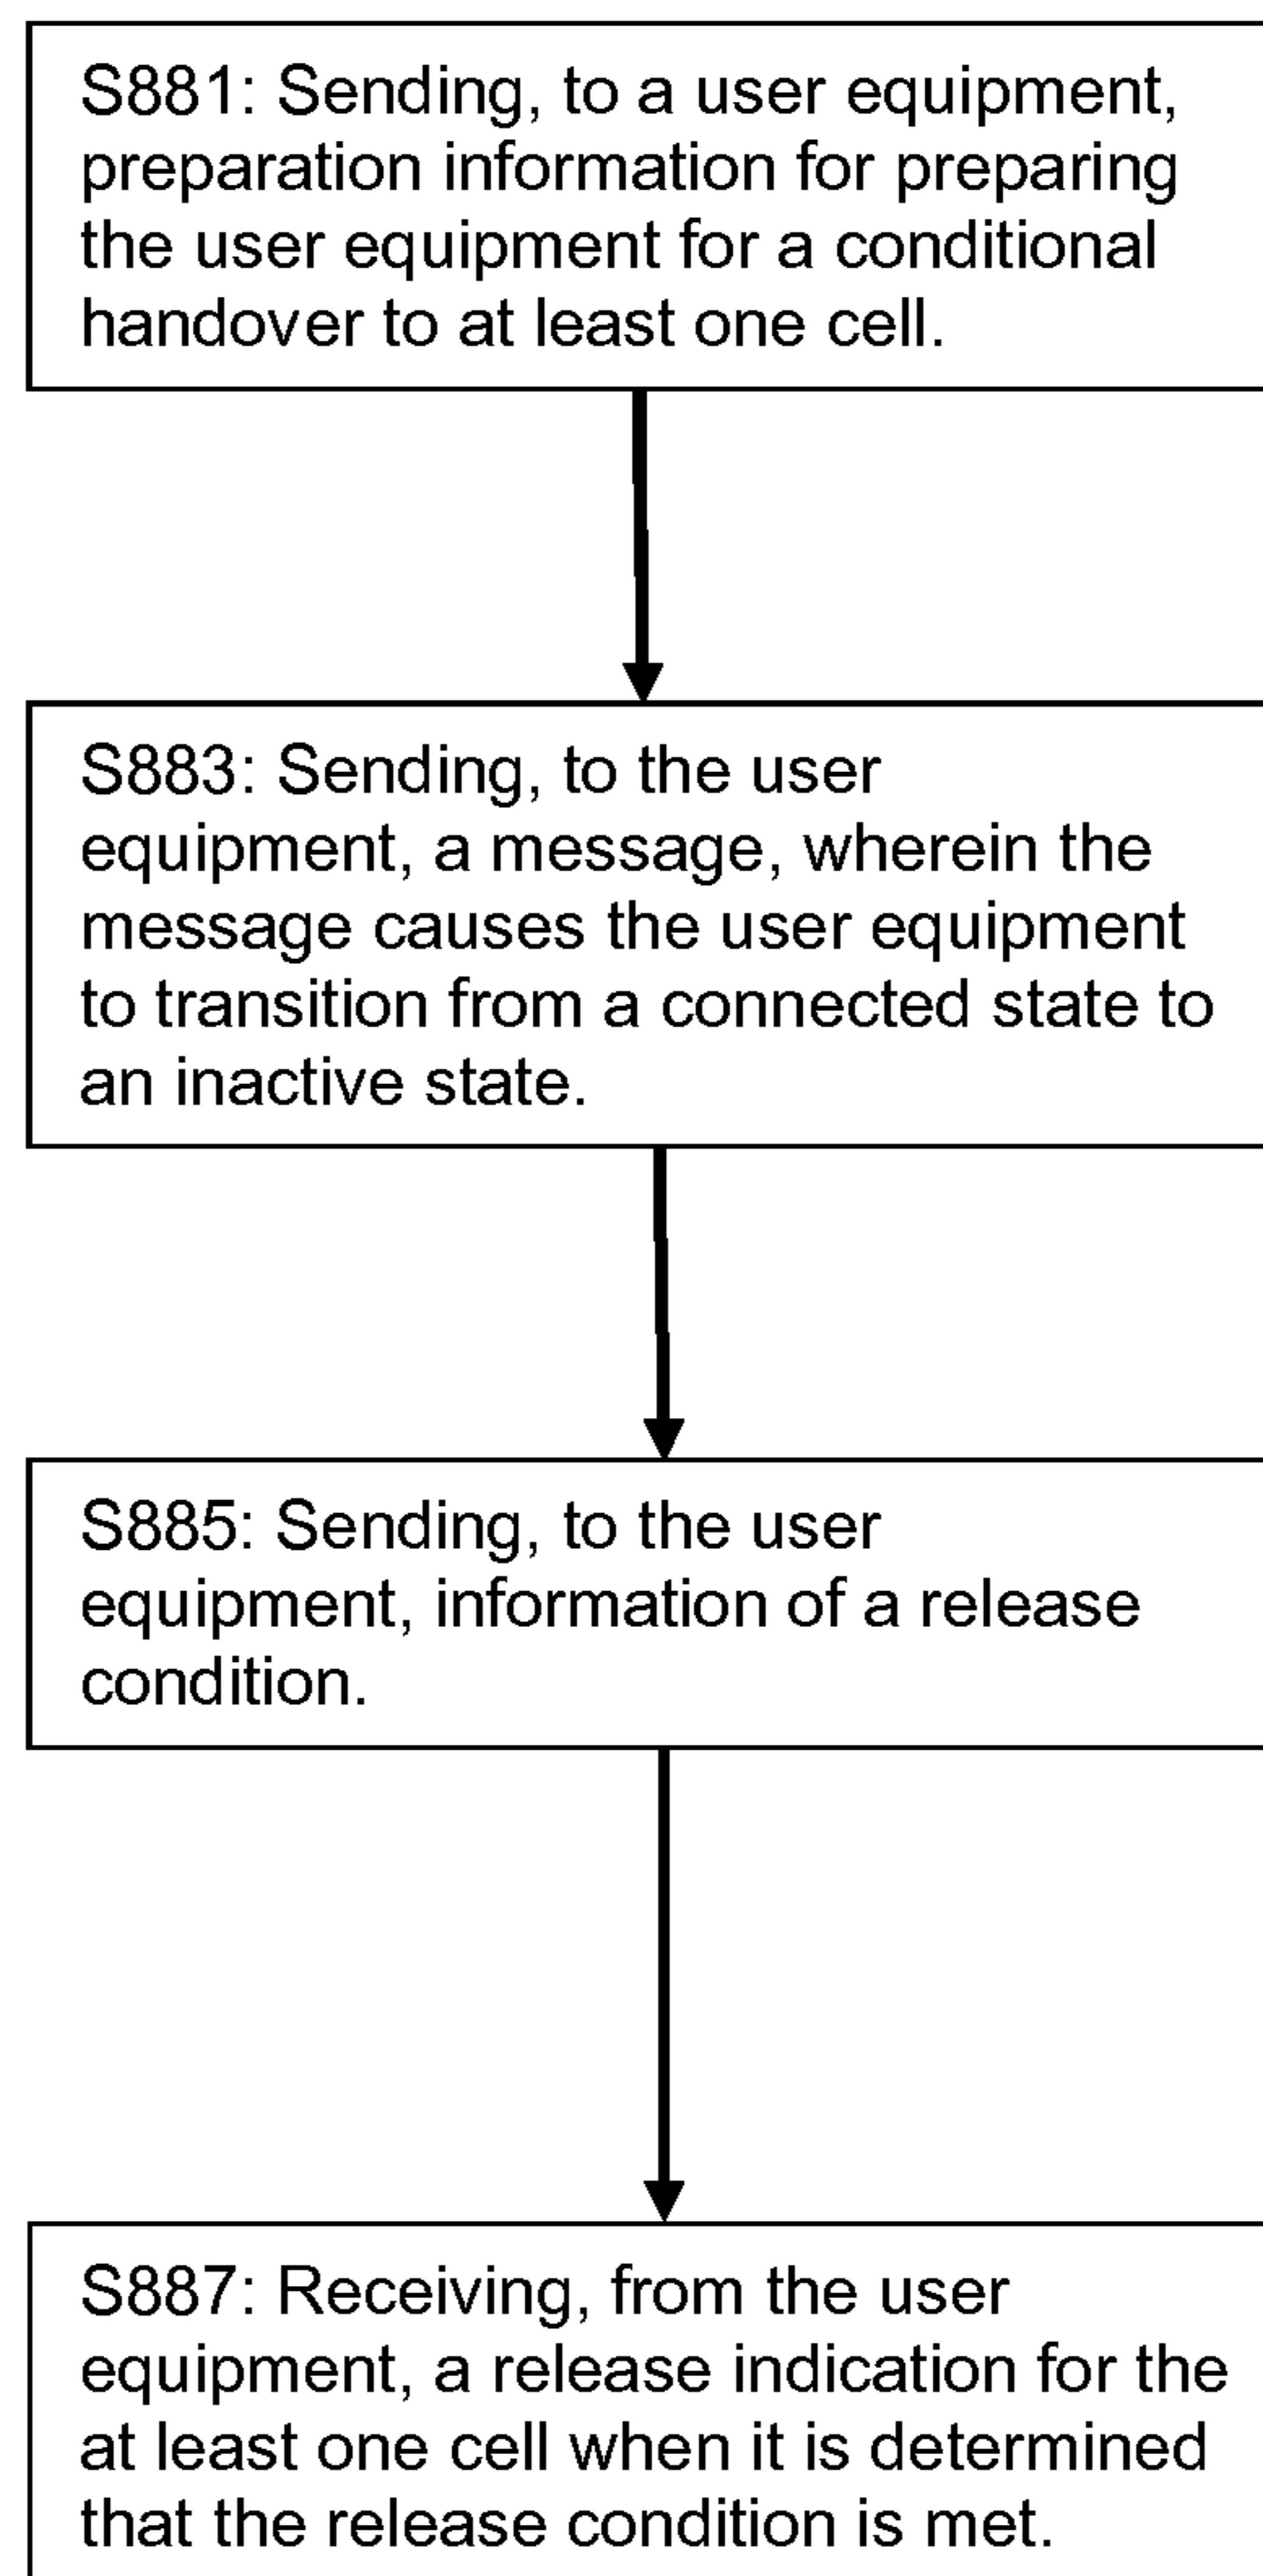 S881: Sending, to a user equipment,
preparation information for preparing
the user equipment for a conditional
handover to at least one cell.
S883: Sending, to the user
equipment, a message, wherein the
message causes the user equipment
to transition from a connected state to
an inactive state.
S885: Sending, to the user
equipment, information of a release
condition.
S887: Receiving, from the user
equipment, a release indication for the
at least one cell when it is determined
that the release condition is met.